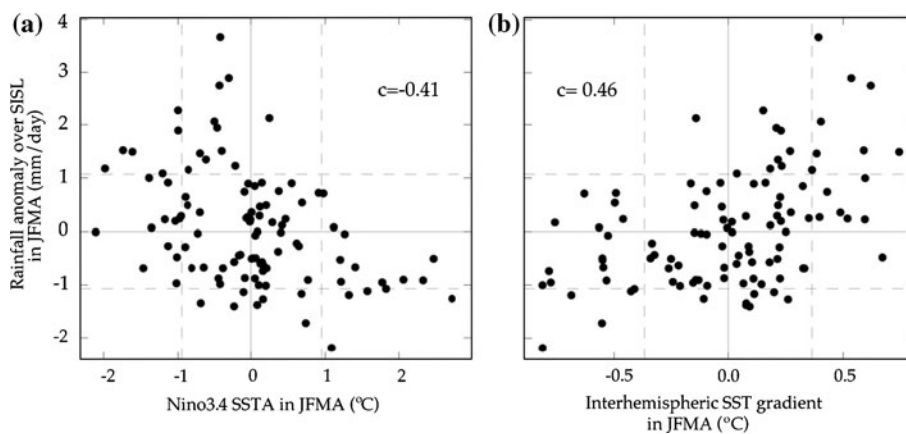 (a)
Rainfall anomaly over SISL
in JFMA (mm/day)
4
3
2
1
0
-1
-2
c=-0.41
-2
-1
0
1
2
Nino3.4 SSTA in JFMA (°C)
(b)
c= 0.46
-0.5
0.0
0.5
Interhemispheric SST gradient
in JFMA (°C)